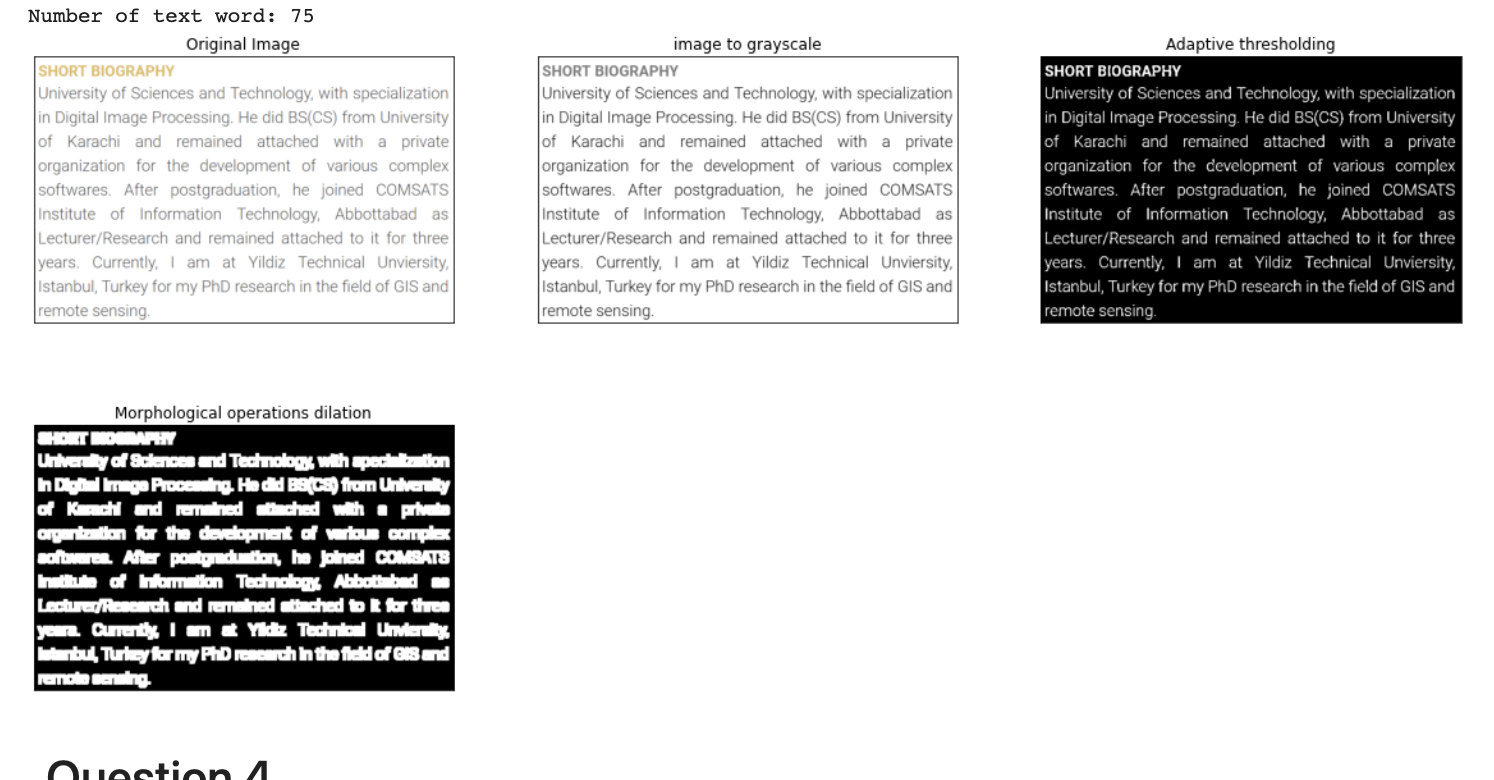 Number of text word: 75
Original Image
SHORT BIOGRAPHY
University of Sciences and Technology, with specialization
in Digital Image Processing. He did BS(CS) from University
of Karachi and remained attached with a private
organization for the development of various complex
softwares. After postgraduation, he joined COMSATS
Institute of Information Technology, Abbottabad as
Lecturer/Research and remained attached to it for three
years. Currently, I am at Yildiz Technical Unviersity,
Istanbul, Turkey for my PhD research in the field of GIS and
remote sensing.
image to grayscale
SHORT BIOGRAPHY
University of Sciences and Technology, with specialization
in Digital Image Processing. He did BS(CS) from University
of Karachi and remained attached with a private
organization for the development of various complex
softwares. After postgraduation, he joined COMSATS
Institute of Information Technology, Abbottabad as
Lecturer/Research and remained attached to it for three
years. Currently, I am at Yildiz Technical Unviersity,
Istanbul, Turkey for my PhD research in the field of GIS and
remote sensing.
Adaptive thresholding
SHORT BIOGRAPHY
University of Sciences and Technology, with specialization
in Digital Image Processing. He did BS(CS) from University
of Karachi and remained attached with a private
organization for the development of various complex
softwares. After postgraduation, he joined COMSATS
Institute of Information Technology, Abbottabad as
Lecturer/Research and remained attached to it for three
years. Currently, I am at Yildiz Technical Unviersity,
Istanbul, Turkey for my PhD research in the field of GIS and
remote sensing.
Morphological operations dilation
SHORT BIOGRAPHY
University of Sciences and Technology, with specialization
in Digital Image Processing. He did BS(CS) from University
of Karachi and remained attached with a private
organization for the development of various complex
softwares. After postgraduation, he joined COMSATS
Institute of Information Technology, Abbottabad as
Lecturer/Research and remained attached to it for three
years. Currently, I am at Yildiz Technical Unviersity,
Istanbul, Turkey for my PhD research in the field of GIS and
remote sensing.
Question 4